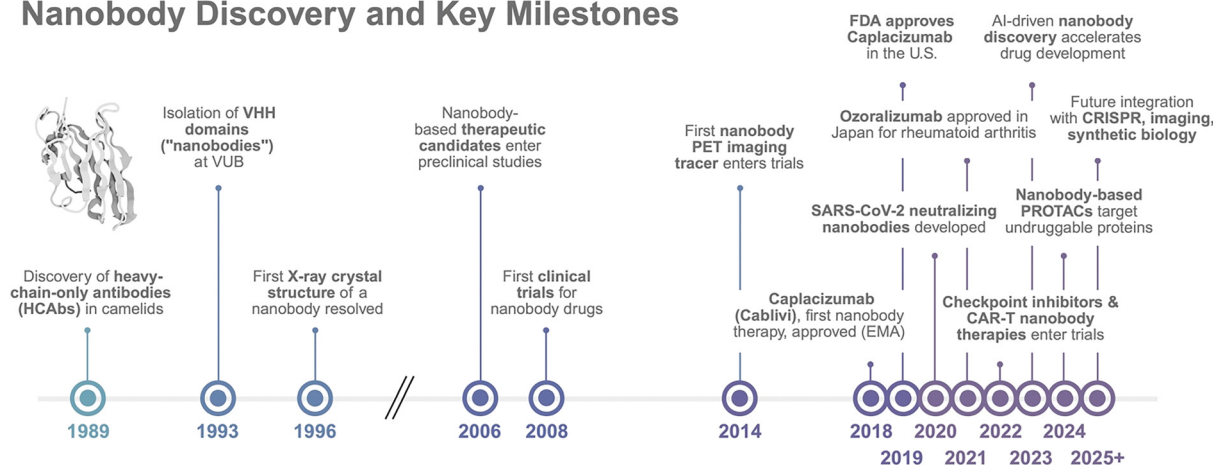 Nanobody Discovery and Key Milestones
Discovery of heavy-
chain-only antibodies
(HCAbs) in camelids
1989
Isolation of VHH
domains
("nanobodies")
at VUB
1993
First X-ray crystal
structure of a
nanobody resolved
1996
Nanobody-
based therapeutic
candidates enter
preclinical studies
2006
First clinical
trials for
nanobody drugs
2008
First nanobody
PET imaging
tracer enters trials
2014
Caplacizumab
(Cablivi), first nanobody
therapy, approved (EMA)
2018
FDA approves
Caplacizumab
in the U.S.
2019
SARS-CoV-2 neutralizing
nanobodies developed
2020
Ozoralizumab approved in
Japan for rheumatoid arthritis
2021
Checkpoint inhibitors &
CAR-T nanobody
therapies enter trials
2022
AI-driven nanobody
discovery accelerates
drug development
2023
Nanobody-based
PROTACs target
undruggable proteins
2024
Future integration
with CRISPR, imaging,
synthetic biology
2025+